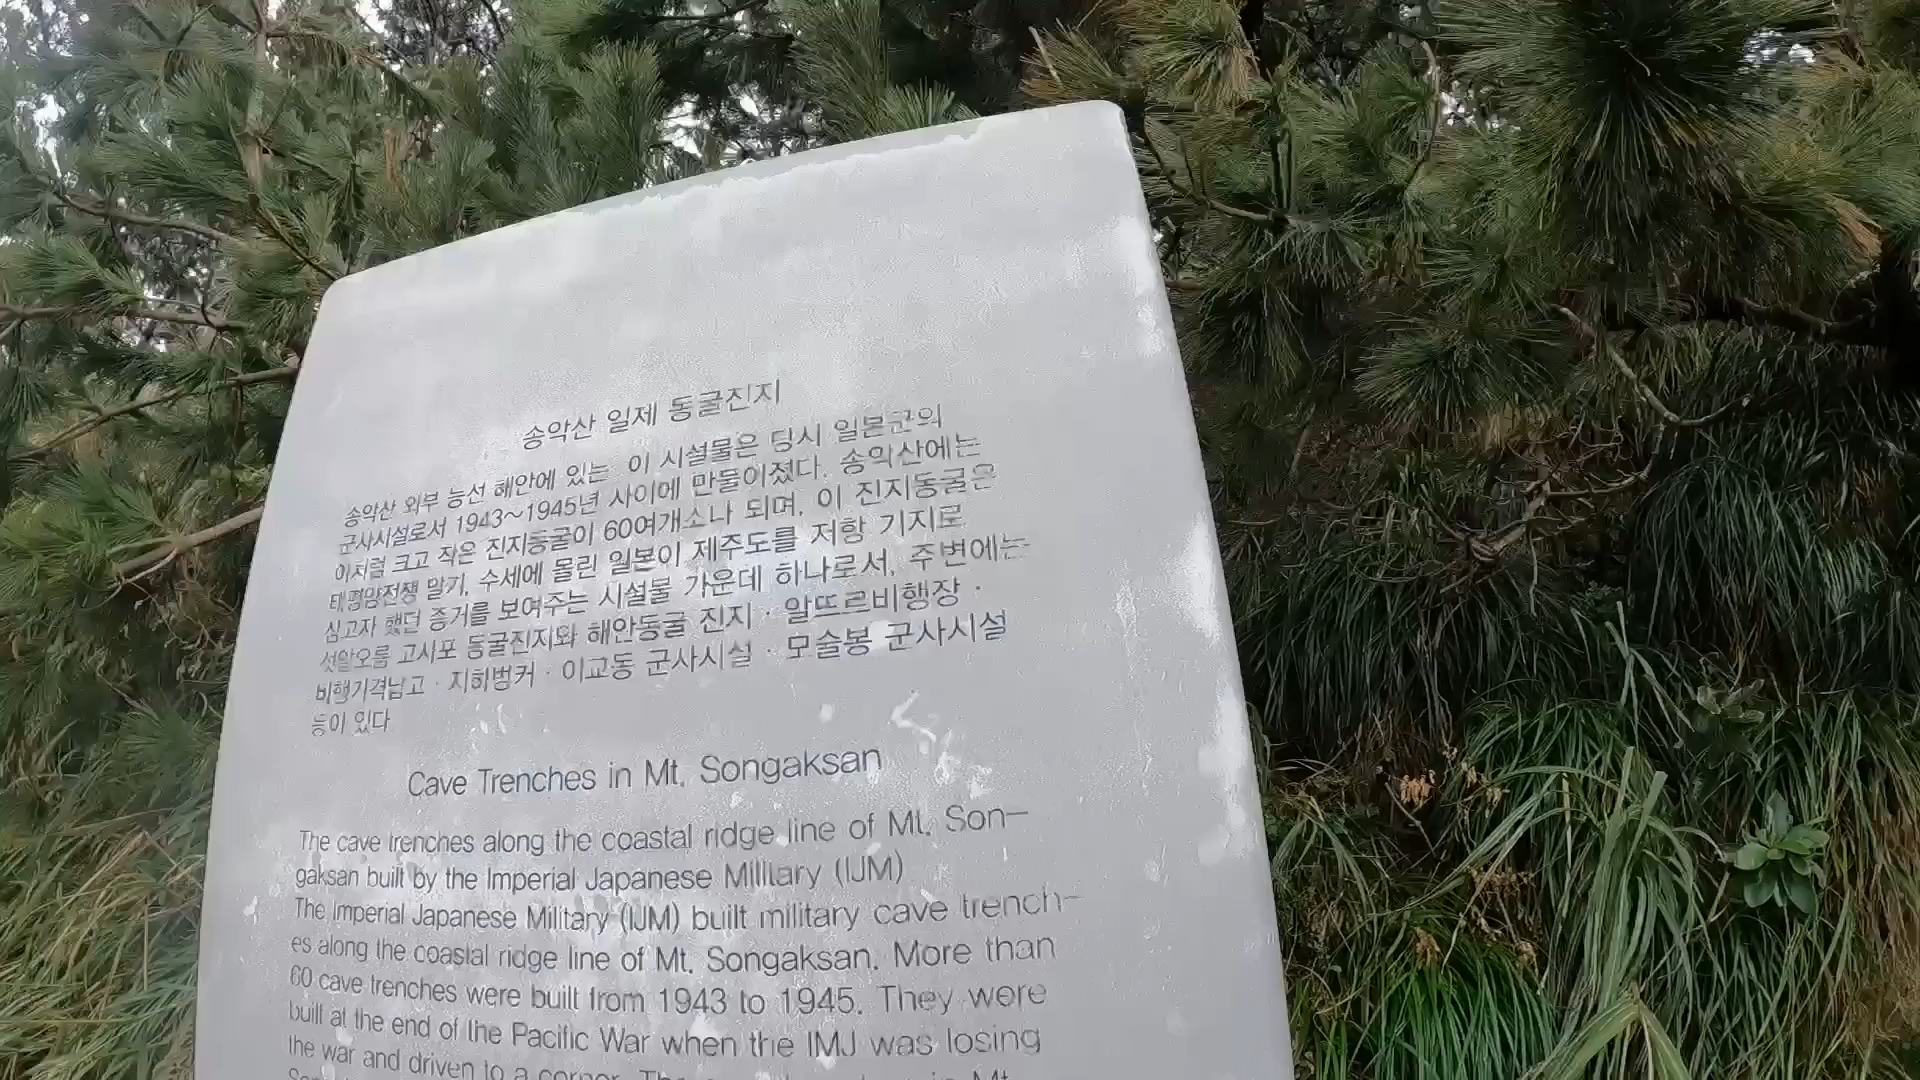 송악산 일제 동굴진지
송악산 외부 능선 해안에 있는 이 시설물은 당시 일본군의
군사시설로서 1943~1945년 사이에 만들어졌다. 송악산에는
이처럼 크고 작은 진지동굴이 60여개소나 되며, 이 진지동굴은
태평양전쟁 말기, 수세에 몰린 일본이 제주도를 저항 기지로
삼고자 했던 증거를 보여주는 시설물 가운데 하나로서, 주변에는
섯알오름 고사포 동굴진지와 해안동굴 진지 · 알뜨르비행장 ·
비행기격납고 · 지하벙커 · 이교동 군사시설 · 모슬봉 군사시설
등이 있다
Cave Trenches in Mt. Songaksan
The cave trenches along the coastal ridge line of Mt. Son-
gaksan built by the Imperial Japanese Military (IJM)
The Imperial Japanese Military (IJM) built military cave trench-
es along the coastal ridge line of Mt. Songaksan. More than
60 cave trenches were built from 1943 to 1945. They were
built at the end of the Pacific War when the IMJ was losing
the war and driven to a corner.